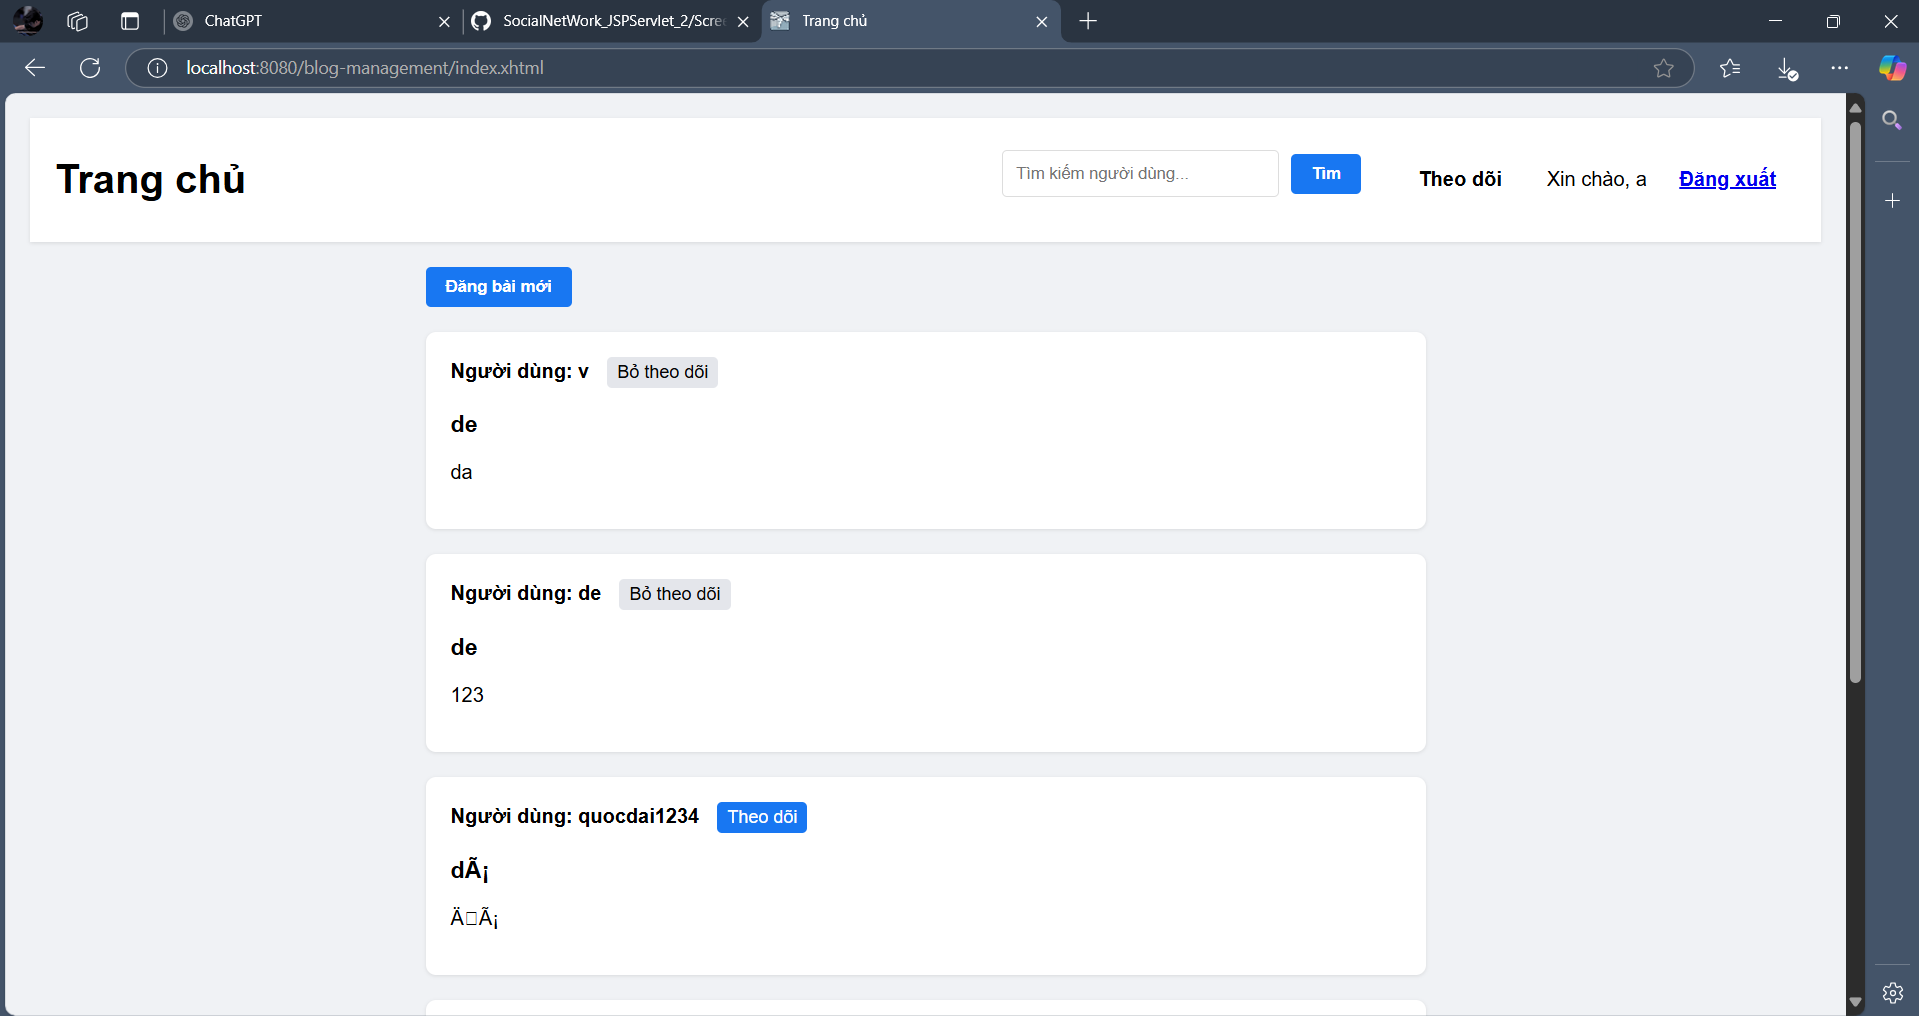 ChatGPT
SocialNetWork_JSPServlet_2/Scree
Trang chủ
localhost:8080/blog-management/index.xhtml
Trang chủ
Tìm kiếm người dùng...
Tìm
Theo dõi
Xin chào, a
Đăng xuất
Đăng bài mới
Người dùng: v
Bỏ theo dõi
de
da
Người dùng: de
Bỏ theo dõi
de
123
Người dùng: quocdai1234
Theo dõi
dÃ¡
Ä□Ã¡